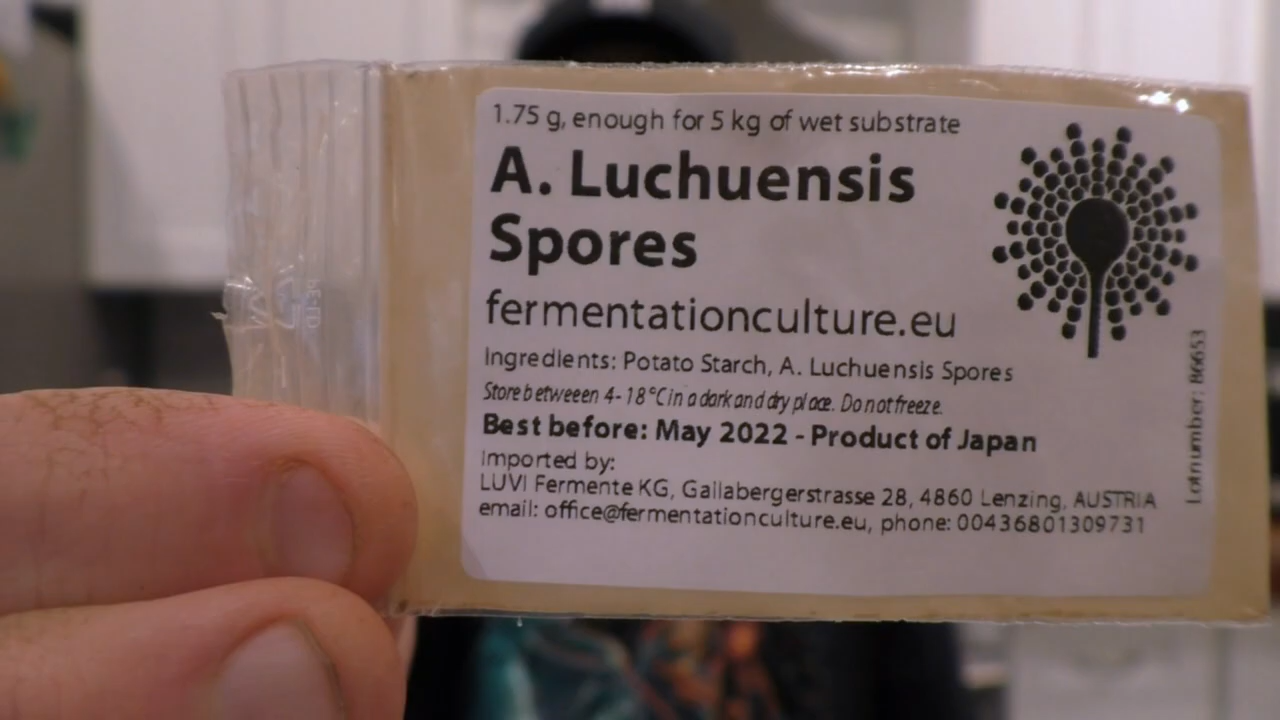 1.75 g, enough for 5 kg of wet substrate
A. Luchuensis
Spores
fermentationculture.eu
Ingredients: Potato Starch, A. Luchuensis Spores
Store betweeen 4- 18°C in a dark and dry place. Do not freeze.
Best before: May 2022 - Product of Japan
Imported by:
LUVI Fermente KG, Gallabergerstrasse 28, 4860 Lenzing, AUSTRIA
email: office@fermentationculture.eu, phone: 00436801309731
Lotnumber: B6653